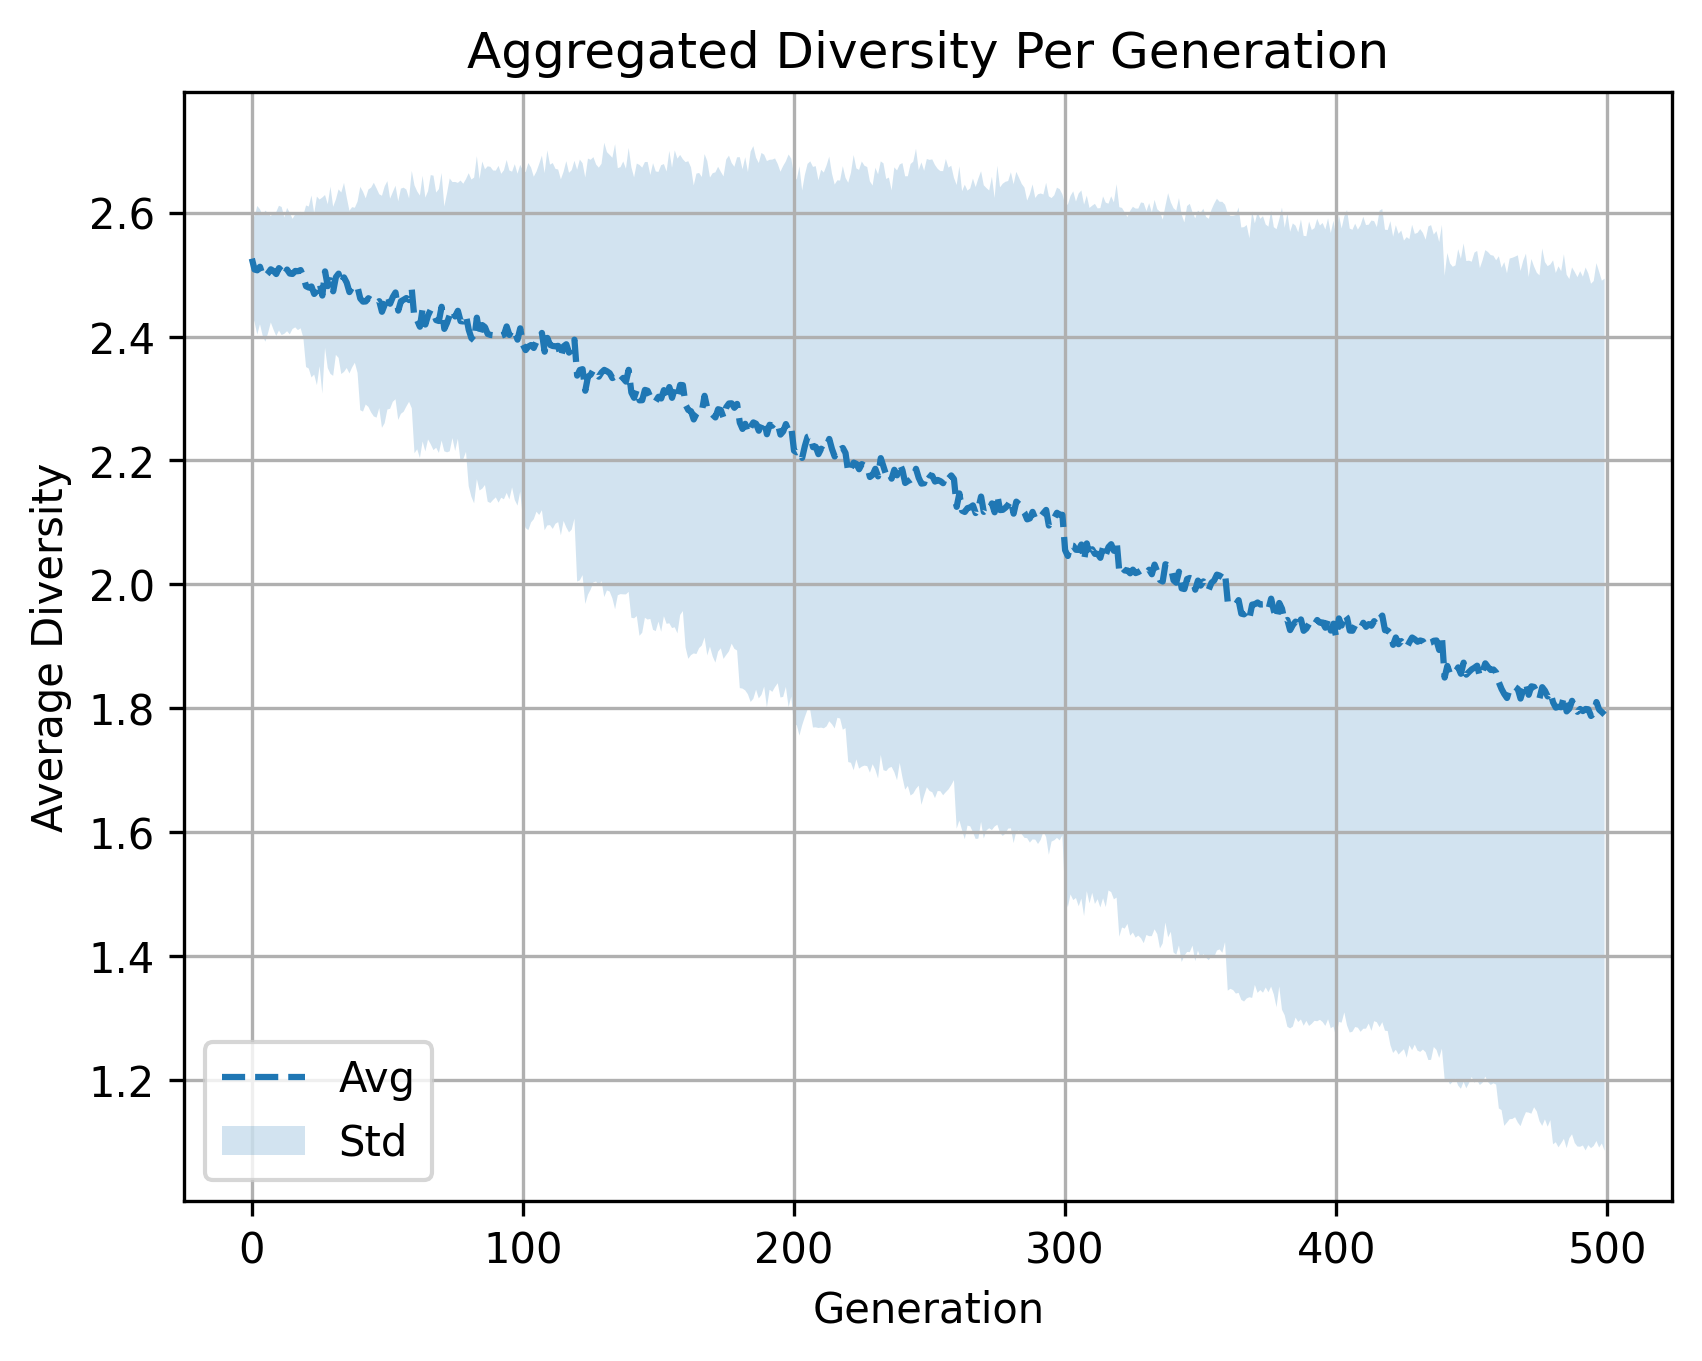 Aggregated Diversity Per Generation
Average Diversity
2.6
2.4
2.2
2.0
1.8
1.6
1.4
1.2
Avg
Std
0 100 200 300 400 500
Generation